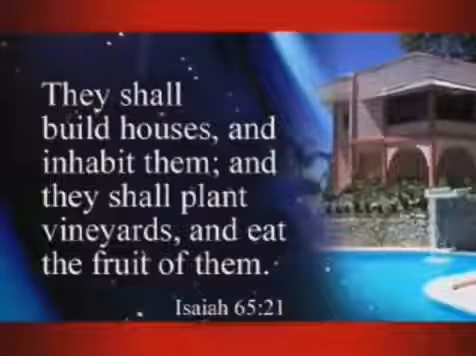 They shall
build houses, and
inhabit them; and
they shall plant
vineyards, and eat
the fruit of them.
Isaiah 65:21